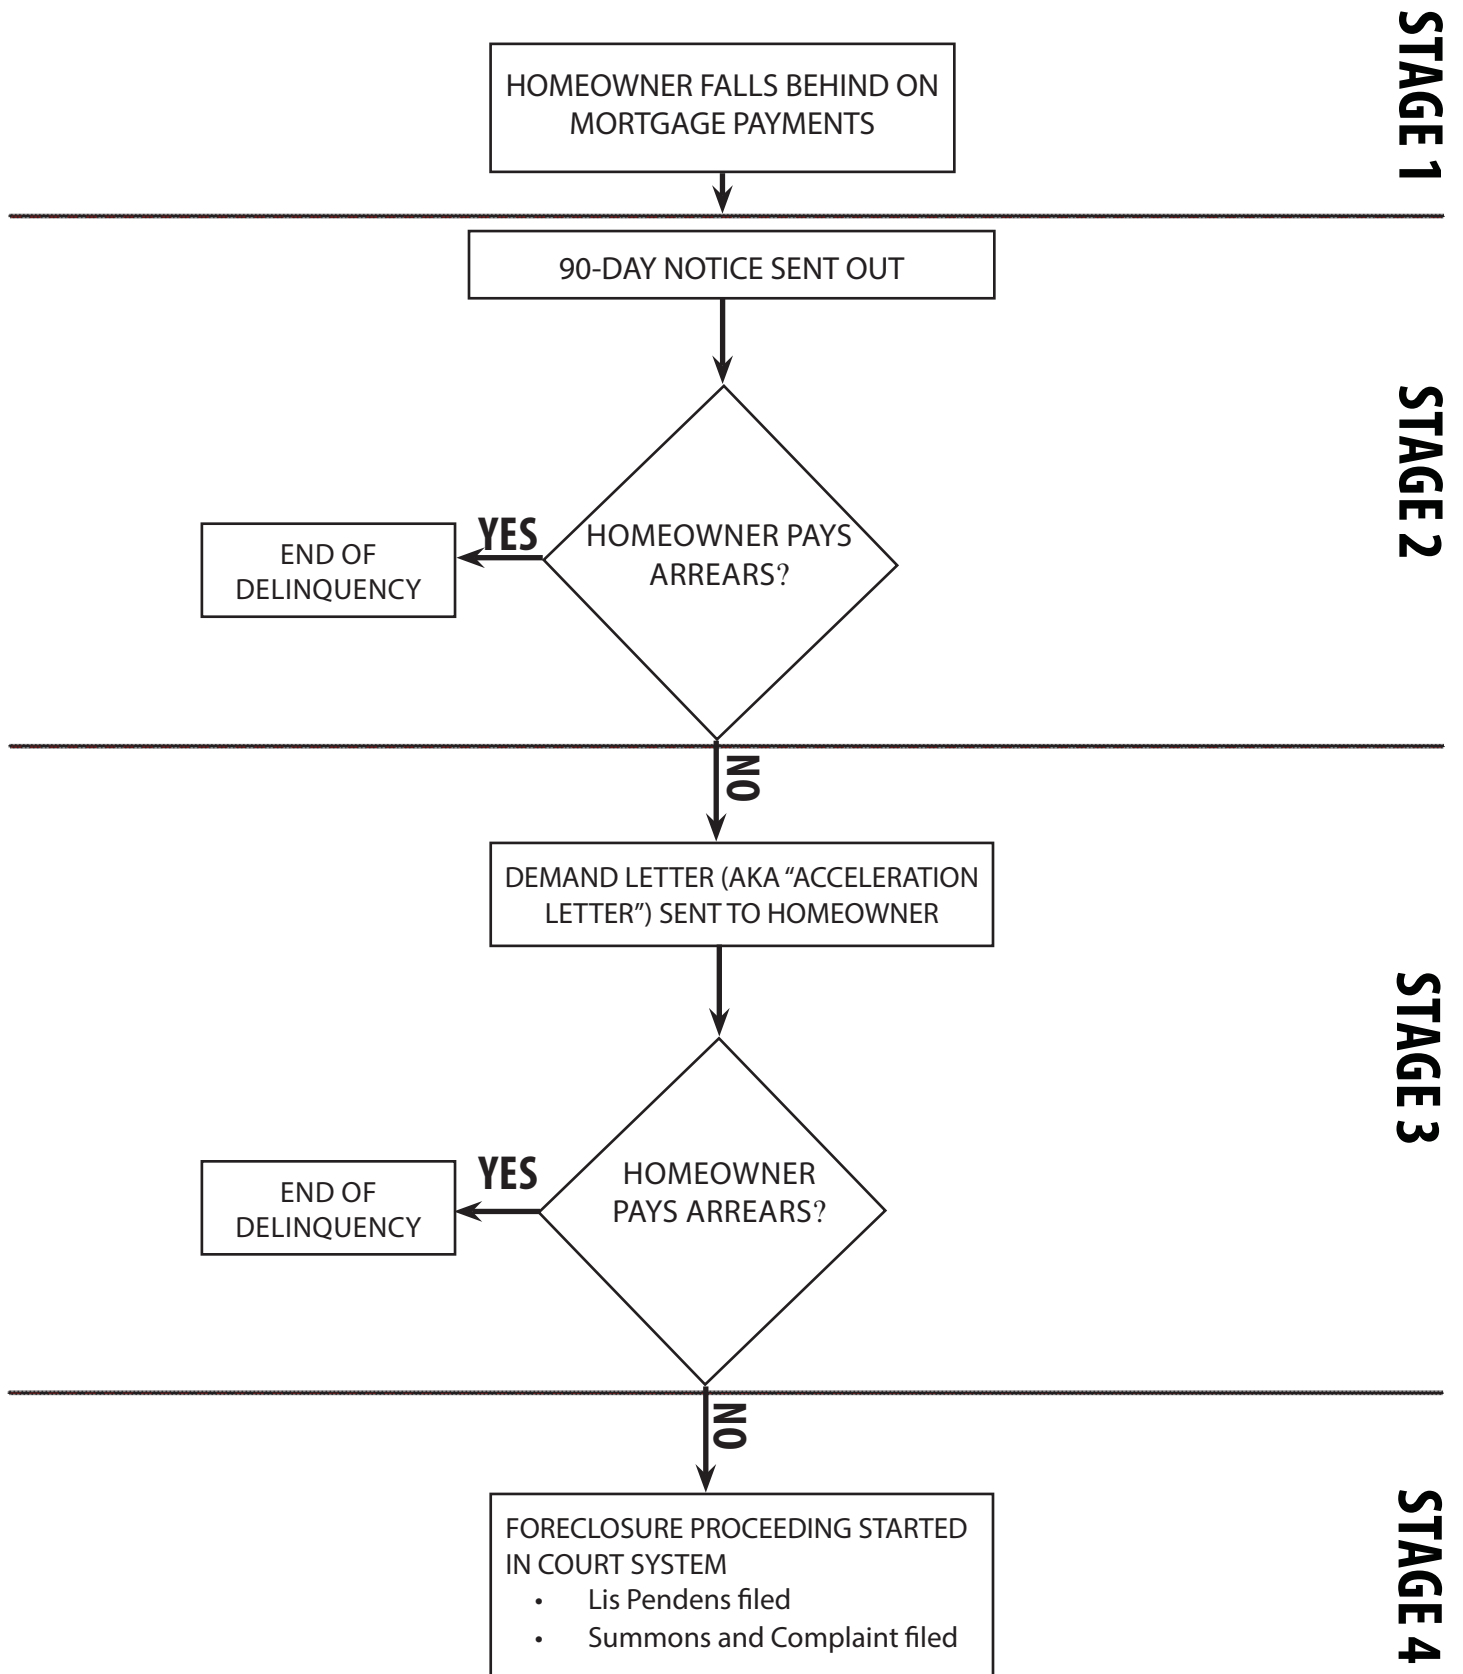 STAGE 1
HOMEOWNER FALLS BEHIND ON
MORTGAGE PAYMENTS
STAGE 2
90-DAY NOTICE SENT OUT
HOMEOWNER PAYS
ARREARS?
YES
END OF
DELINQUENCY
NO
STAGE 3
DEMAND LETTER (AKA “ACCELERATION
LETTER”) SENT TO HOMEOWNER
HOMEOWNER
PAYS ARREARS?
YES
END OF
DELINQUENCY
NO
STAGE 4
FORECLOSURE PROCEEDING STARTED
IN COURT SYSTEM
• Lis Pendens filed
• Summons and Complaint filed